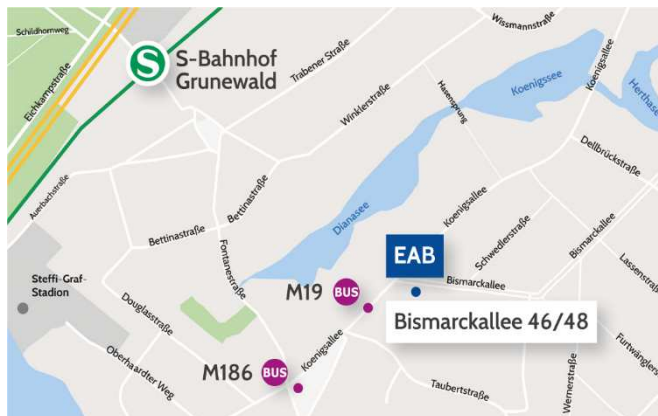 Schildhornweg
Eichkampstraße
S
S-Bahnhof
Grunewald
Trabener Straße
Wissmannstraße
Koenigssee
Koenigsallee
Herthasee
Winklerstraße
Hasensprung
Auerbachstraße
Dellbrückstraße
Dianasee
Koenigsallee
Bettinastraße
Bettinastraße
Fontanestraße
Schwedlerstraße
Bismarckallee
EAB
Bismarckallee
Lassenstraße
Steffi-Graf-
Stadion
M19
BUS
Bismarckallee 46/48
Douglasstraße
Oberhaardter Weg
Koenigsallee
M186
BUS
Taubertstraße
Wernerstraße
Furtwängler